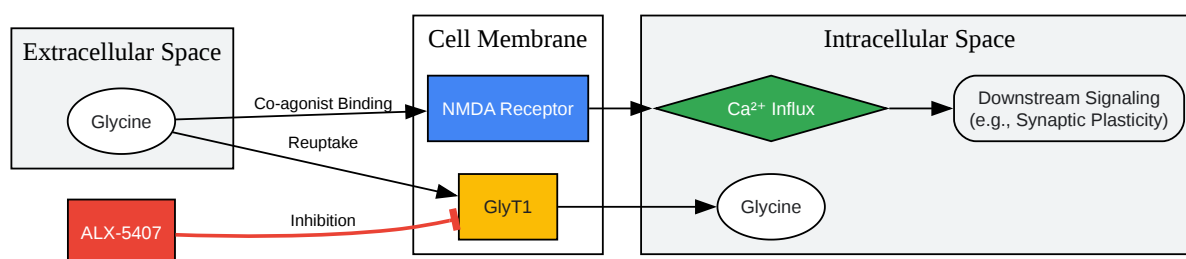 Extracellular Space
Cell Membrane
Intracellular Space
Glycine
Co-agonist Binding
NMDA Receptor
Ca²⁺ Influx
Downstream Signaling
(e.g., Synaptic Plasticity)
Reuptake
GlyT1
Glycine
ALX-5407
Inhibition